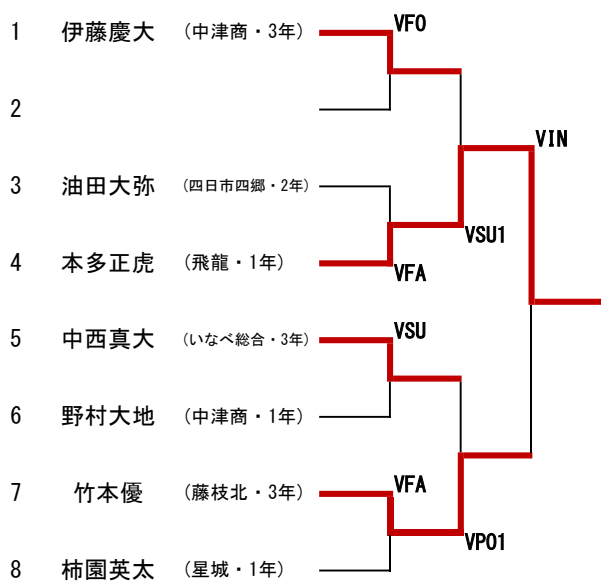 1 伊藤慶大 (中津商・3年)
VFO
2
VIN
3 油田大弥 (四日市四郷・2年)
VSU1
4 本多正虎 (飛龍・1年)
VFA
5 中西真大 (いなべ総合・3年)
VSU
6 野村大地 (中津商・1年)
7 竹本優 (藤枝北・3年)
VFA
VPO1
8 柿園英太 (星城・1年)